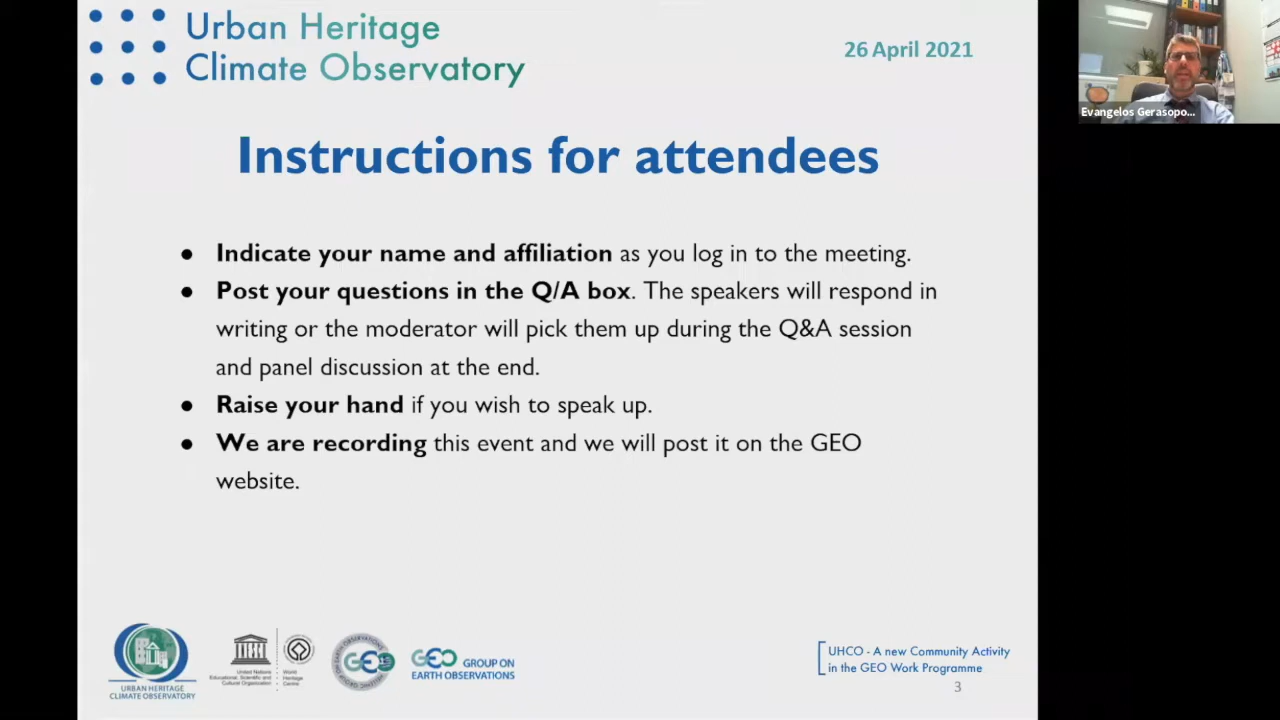 Urban Heritage
Climate Observatory
26 April 2021
Evangelos Gerasopo...
Instructions for attendees
● Indicate your name and affiliation as you log in to the meeting.
● Post your questions in the Q/A box. The speakers will respond in
writing or the moderator will pick them up during the Q&A session
and panel discussion at the end.
● Raise your hand if you wish to speak up.
● We are recording this event and we will post it on the GEO
website.
URBAN HERITAGE
CLIMATE OBSERVATORY
United Nations
Educational, Scientific and
Cultural Organization
World
Heritage
Centre
GEO
GROUP ON
EARTH OBSERVATIONS
UHCO - A new Community Activity
in the GEO Work Programme
3